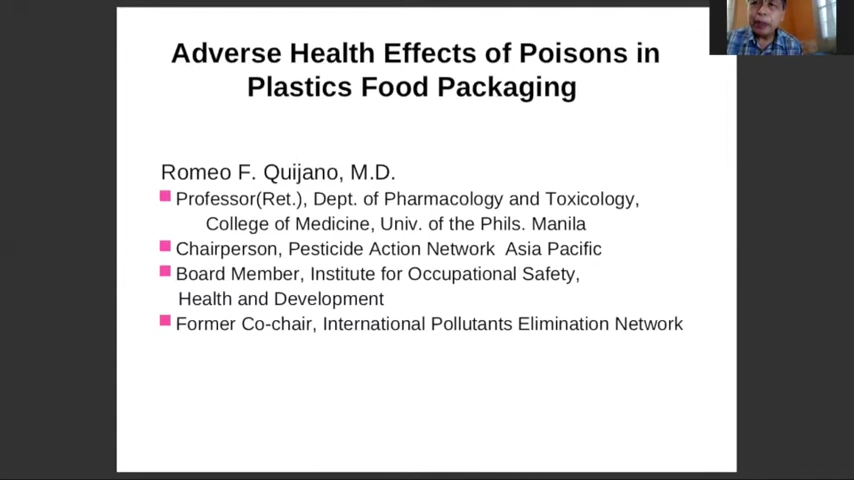 Adverse Health Effects of Poisons in
Plastics Food Packaging
Romeo F. Quijano, M.D.
Professor(Ret.), Dept. of Pharmacology and Toxicology,
College of Medicine, Univ. of the Phils. Manila
Chairperson, Pesticide Action Network Asia Pacific
Board Member, Institute for Occupational Safety,
Health and Development
Former Co-chair, International Pollutants Elimination Network